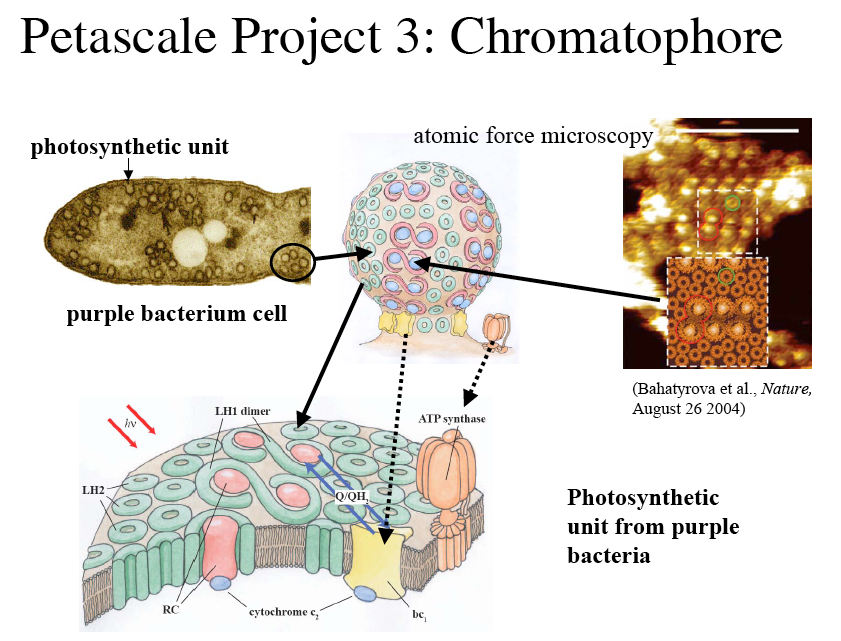 Petascale Project 3: Chromatophore
photosynthetic unit
atomic force microscopy
purple bacterium cell
(Bahatyrova et al., Nature,
August 26 2004)
hν
LH1 dimer
ATP synthase
LH2
Q/QH₂
RC
cytochrome c₂
bc₁
Photosynthetic
unit from purple
bacteria